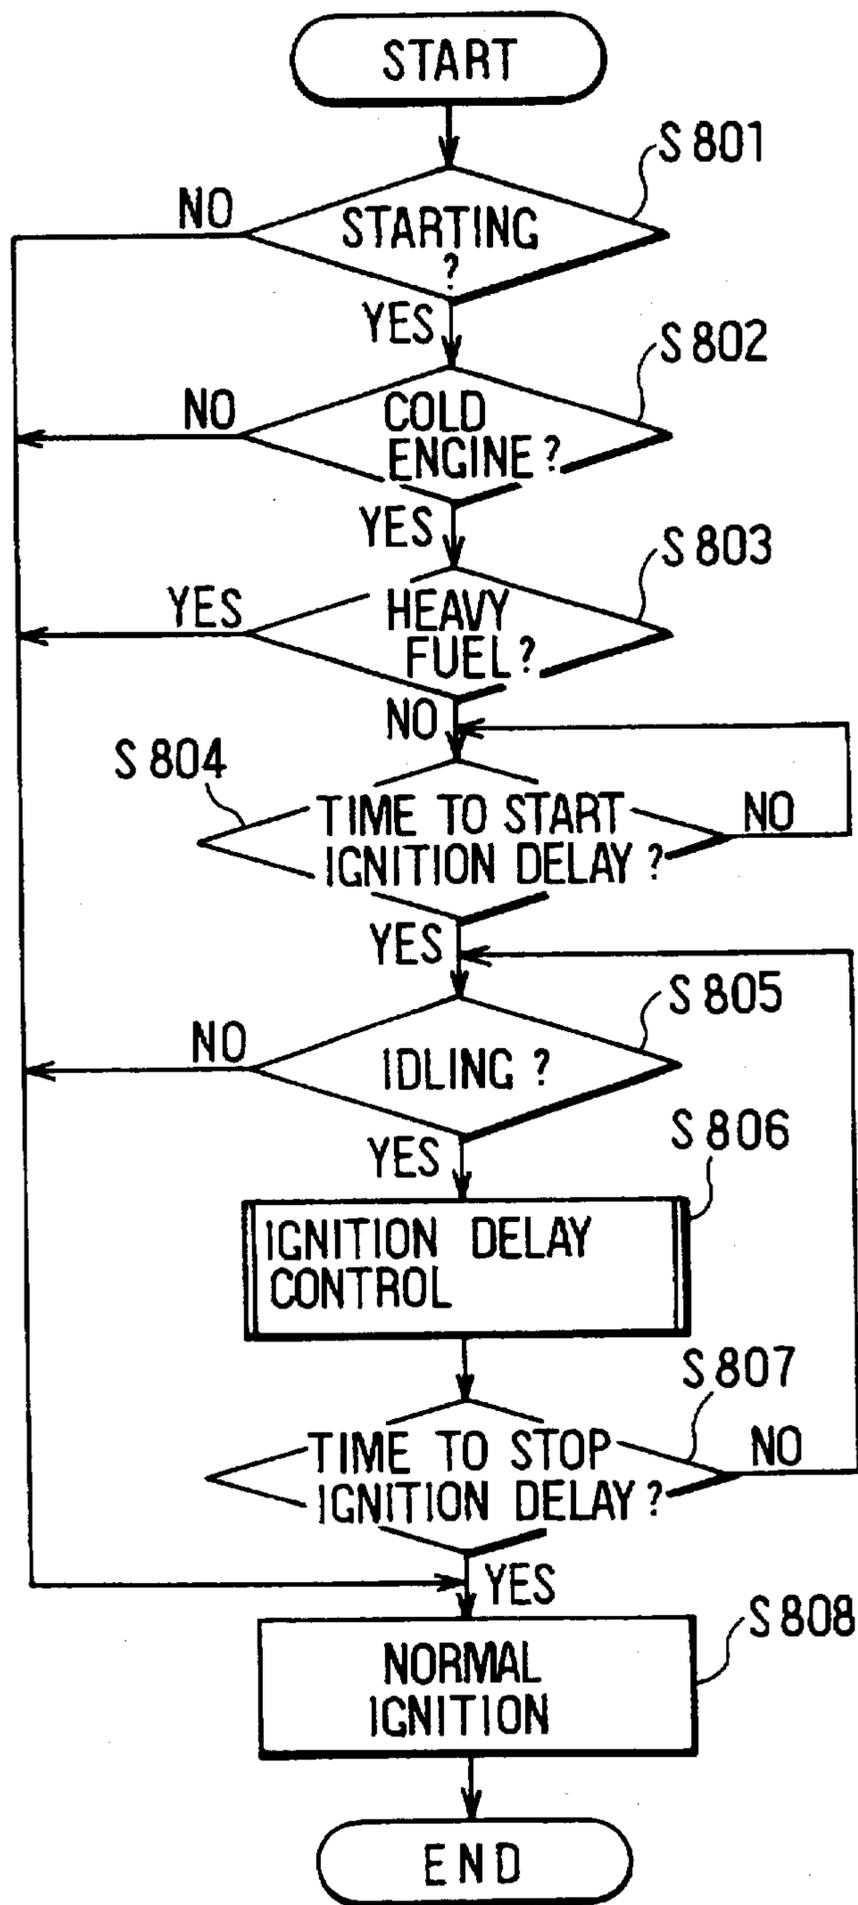 START
S801
NO
STARTING
?
YES
S802
NO
COLD
ENGINE?
YES
S803
YES
HEAVY
FUEL?
NO
S804
TIME TO START
NO
IGNITION DELAY?
YES
S805
NO
IDLING?
YES
S806
IGNITION DELAY
CONTROL
S807
TIME TO STOP
NO
IGNITION DELAY?
YES
S808
NORMAL
IGNITION
END